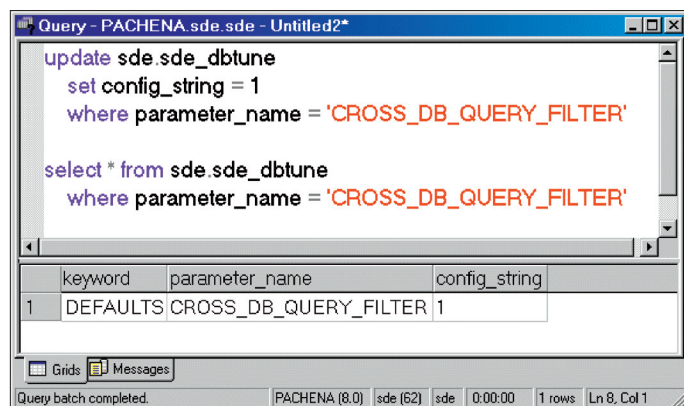 Query - PACHENA.sde.sde - Untitled2*
update sde.sde_dbtune
set config_string = 1
where parameter_name = 'CROSS_DB_QUERY_FILTER'
select * from sde.sde_dbtune
where parameter_name = 'CROSS_DB_QUERY_FILTER'
keyword parameter_name config_string
1 DEFAULTS CROSS_DB_QUERY_FILTER 1
Grids Messages
Query batch completed. PACHENA (8.0) sde (62) sde 0:00:00 1 rows Ln 8, Col 1